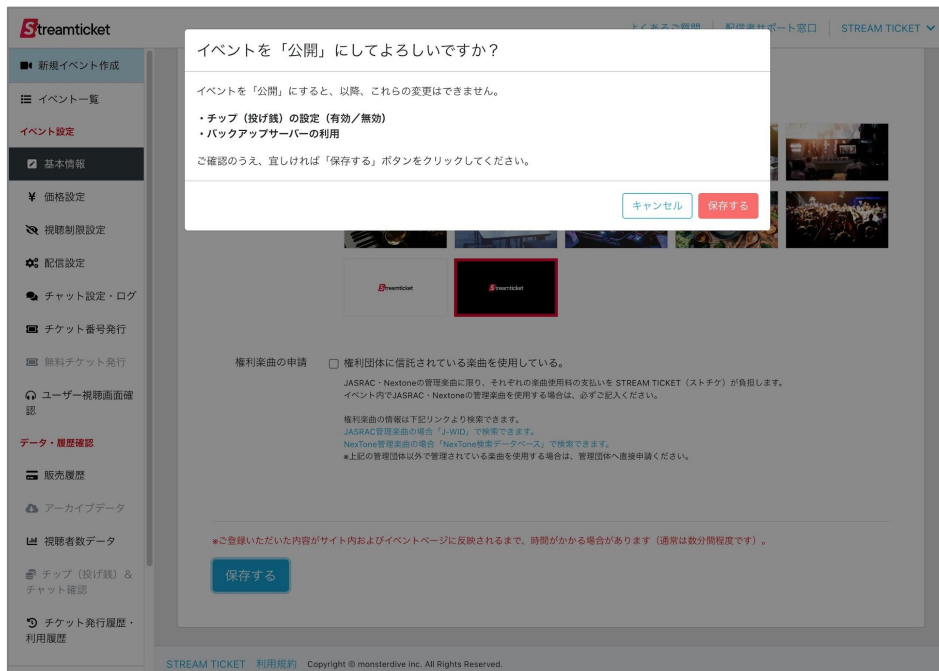 Streamticket
よくあるご質問
配信者サポート窓口
STREAM TICKET
イベントを「公開」にしてよろしいですか？
イベントを「公開」にすると、以降、これらの変更はできません。
・チップ（投げ銭）の設定（有効／無効）
・バックアップサーバーの利用
ご確認のうえ、宜しければ「保存する」ボタンをクリックしてください。
キャンセル
保存する
新規イベント作成
イベント一覧
イベント設定
基本情報
価格設定
視聴制限設定
配信設定
チャット設定・ログ
チケット番号発行
無料チケット発行
ユーザー視聴画面確
認
データ・履歴確認
販売履歴
アーカイブデータ
視聴者数データ
チップ（投げ銭）＆
チャット確認
チケット発行履歴・
利用履歴
Streamticket
Streamticket
権利楽曲の申請
権利団体に信託されている楽曲を使用している。
JASRAC・Nextoneの管理楽曲に限り、それぞれの楽曲使用料の支払いを STREAM TICKET（ストチケ）が負担します。
イベント内でJASRAC・Nextoneの管理楽曲を使用する場合は、必ずご記入ください。
権利楽曲の情報は下記リンクより検索できます。
JASRAC管理楽曲の場合「J-WID」で検索できます。
NexTone管理楽曲の場合「NexTone検索データベース」で検索できます。
※上記の管理団体以外で管理されている楽曲を使用する場合は、管理団体へ直接申請ください。
※ご登録いただいた内容がサイト内およびイベントページに反映されるまで、時間がかかる場合があります（通常は数分間程度です）。
保存する
STREAM TICKET 利用規約 Copyright © monsterdive inc. All Rights Reserved.